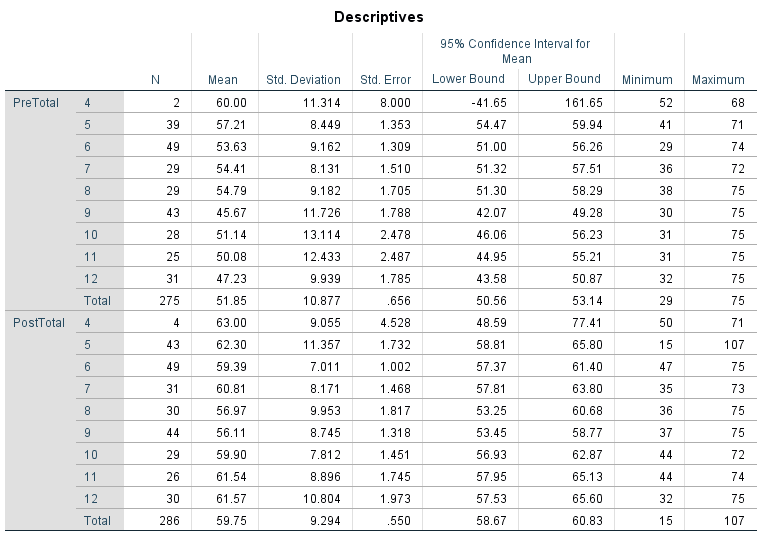 Descriptives
95% Confidence Interval for
Mean
N Mean Std. Deviation Std. Error Lower Bound Upper Bound Minimum Maximum
PreTotal 4 2 60.00 11.314 8.000 -41.65 161.65 52 68
5 39 57.21 8.449 1.353 54.47 59.94 41 71
6 49 53.63 9.162 1.309 51.00 56.26 29 74
7 29 54.41 8.131 1.510 51.32 57.51 36 72
8 29 54.79 9.182 1.705 51.30 58.29 38 75
9 43 45.67 11.726 1.788 42.07 49.28 30 75
10 28 51.14 13.114 2.478 46.06 56.23 31 75
11 25 50.08 12.433 2.487 44.95 55.21 31 75
12 31 47.23 9.939 1.785 43.58 50.87 32 75
Total 275 51.85 10.877 .656 50.56 53.14 29 75
PostTotal 4 4 63.00 9.055 4.528 48.59 77.41 50 71
5 43 62.30 11.357 1.732 58.81 65.80 15 107
6 49 59.39 7.011 1.002 57.37 61.40 47 75
7 31 60.81 8.171 1.468 57.81 63.80 35 73
8 30 56.97 9.953 1.817 53.25 60.68 36 75
9 44 56.11 8.745 1.318 53.45 58.77 37 75
10 29 59.90 7.812 1.451 56.93 62.87 44 72
11 26 61.54 8.896 1.745 57.95 65.13 44 74
12 30 61.57 10.804 1.973 57.53 65.60 32 75
Total 286 59.75 9.294 .550 58.67 60.83 15 107